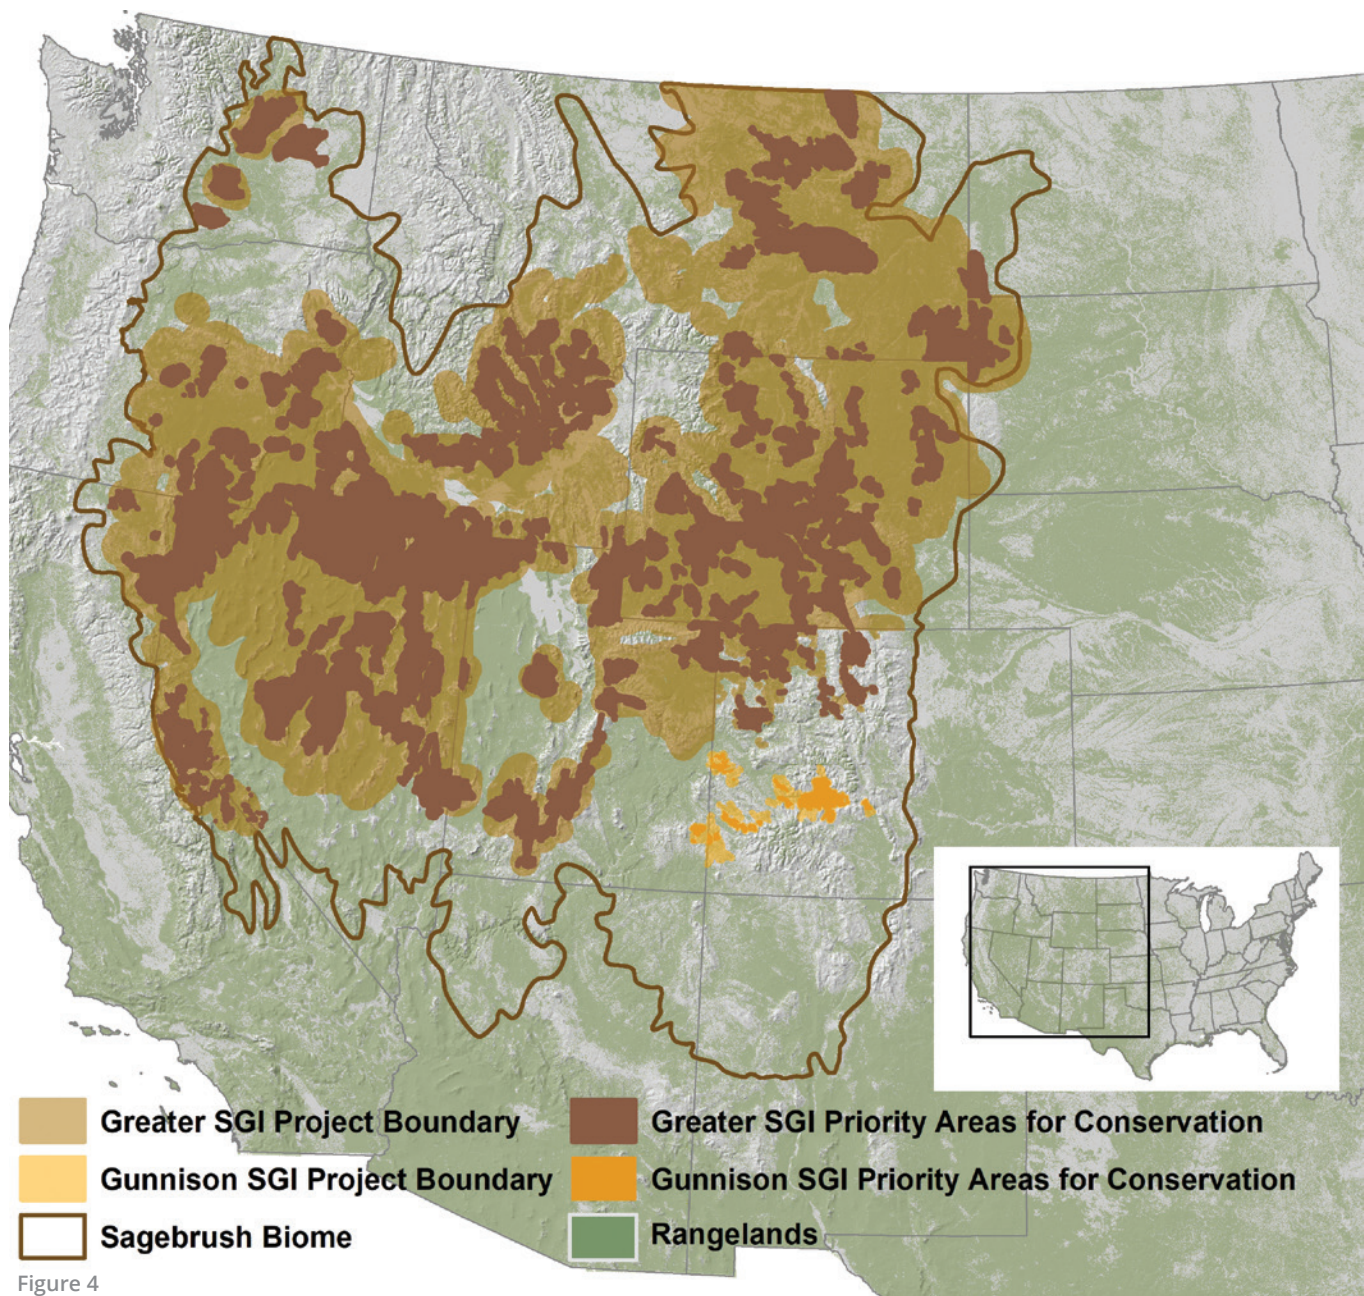 Greater SGI Project Boundary
Greater SGI Priority Areas for Conservation
Gunnison SGI Project Boundary
Gunnison SGI Priority Areas for Conservation
Sagebrush Biome
Rangelands
Figure 4